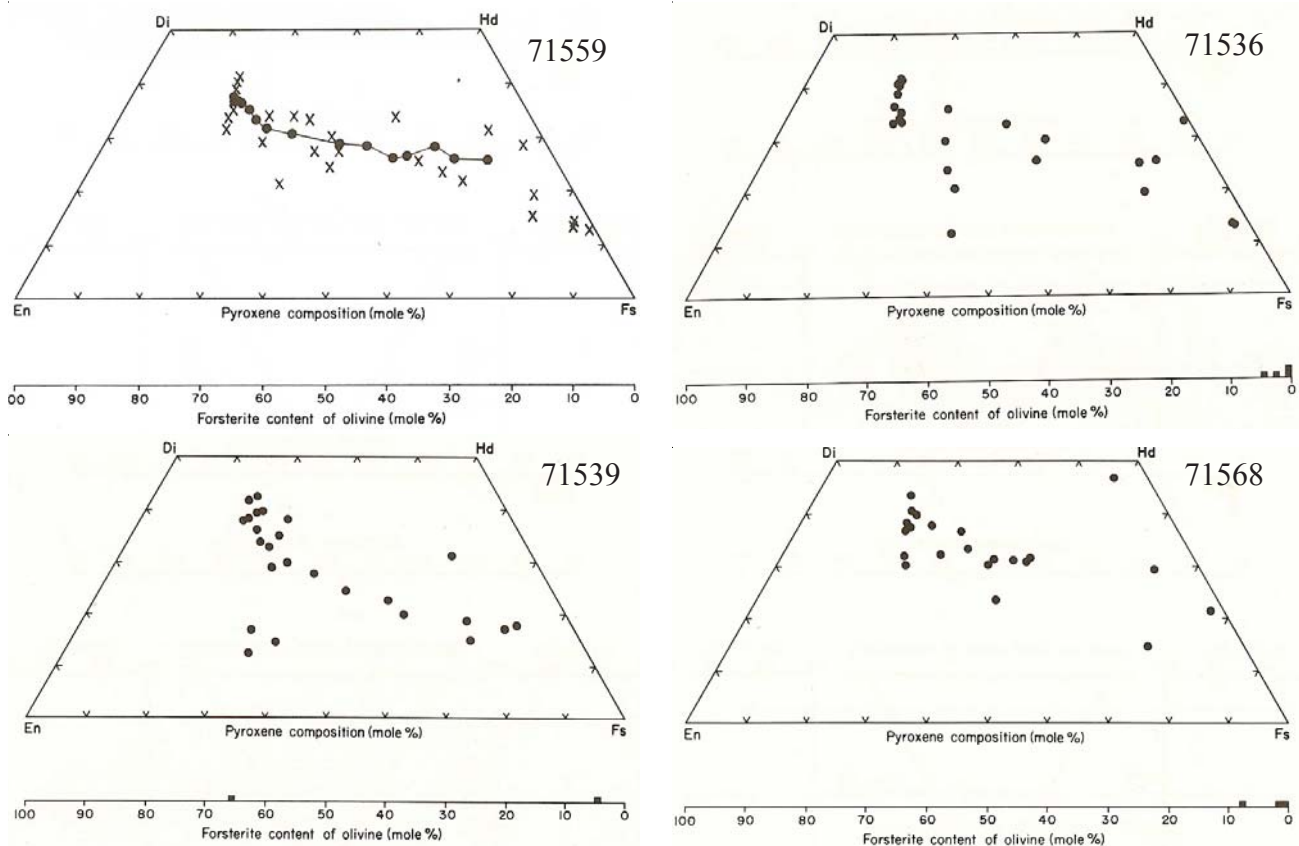 Di Hd
71559
En Pyroxene composition (mole %) Fs
100 90 80 70 60 50 40 30 20 10 0
Forsterite content of olivine (mole %)
Di Hd
71536
En Pyroxene composition (mole %) Fs
100 90 80 70 60 50 40 30 20 10 0
Forsterite content of olivine (mole %)
Di Hd
71539
En Pyroxene composition (mole %) Fs
100 90 80 70 60 50 40 30 20 10 0
Forsterite content of olivine (mole %)
Di Hd
71568
En Pyroxene composition (mole %) Fs
100 90 80 70 60 50 40 30 20 10 0
Forsterite content of olivine (mole %)